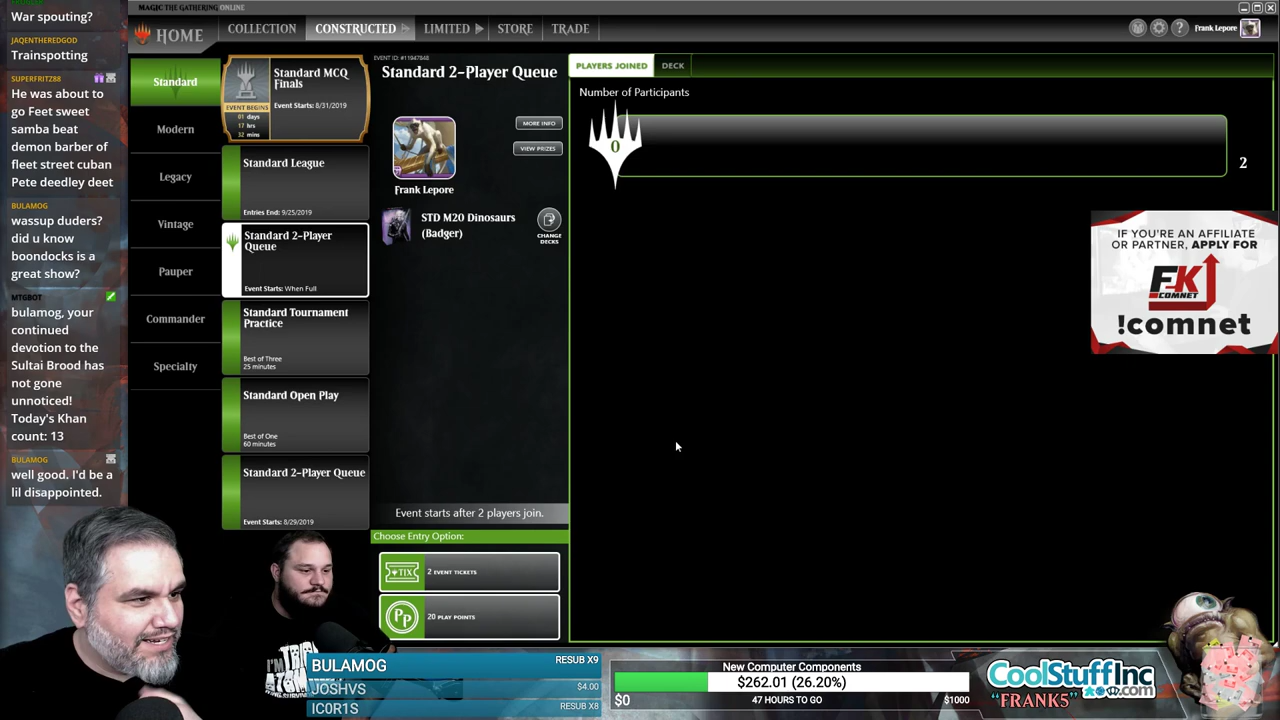 War spouting?
JAQENTHEREDGOD
Trainspotting
SUPERFRITZ88
He was about to
go Feet sweet
samba beat
demon barber of
fleet street cuban
Pete deedley deet
BULAMOG
wassup duders?
did u know
boondocks is a
great show?
MTGBOT
bulamog, your
continued
devotion to the
Sultai Brood has
not gone
unnoticed!
Today's Khan
count: 13
BULAMOG
well good. I'd be a
lil disappointed.
MAGIC THE GATHERING ONLINE
HOME
COLLECTION
CONSTRUCTED
LIMITED
STORE
TRADE
Frank Lepore
Standard
Modern
Legacy
Vintage
Pauper
Commander
Specialty
Standard MCQ
Finals
Event Starts: 8/31/2019
EVENT BEGINS
01 days
17 hrs
32 mins
Standard League
Entries End: 9/25/2019
Standard 2-Player
Queue
Event Starts: When Full
Standard Tournament
Practice
Best of Three
25 minutes
Standard Open Play
Best of One
60 minutes
Standard 2-Player Queue
Event Starts: 8/29/2019
EVENT ID: #11947848
Standard 2-Player Queue
MORE INFO
VIEW PRIZES
Frank Lepore
STD M20 Dinosaurs
(Badger)
CHANGE
DECKS
Event starts after 2 players join.
Choose Entry Option:
TIX
2 EVENT TICKETS
PP
20 PLAY POINTS
PLAYERS JOINED
DECK
Number of Participants
0
2
IF YOU'RE AN AFFILIATE
OR PARTNER, APPLY FOR
FK
COMNET
!comnet
I'M
BULAMOG
RESUB X9
JOSHVS
$4.00
IC0R1S
RESUB X8
New Computer Components
$262.01 (26.20%)
$0
47 HOURS TO GO
$1000
CoolStuffInc
.com
"FRANK5"